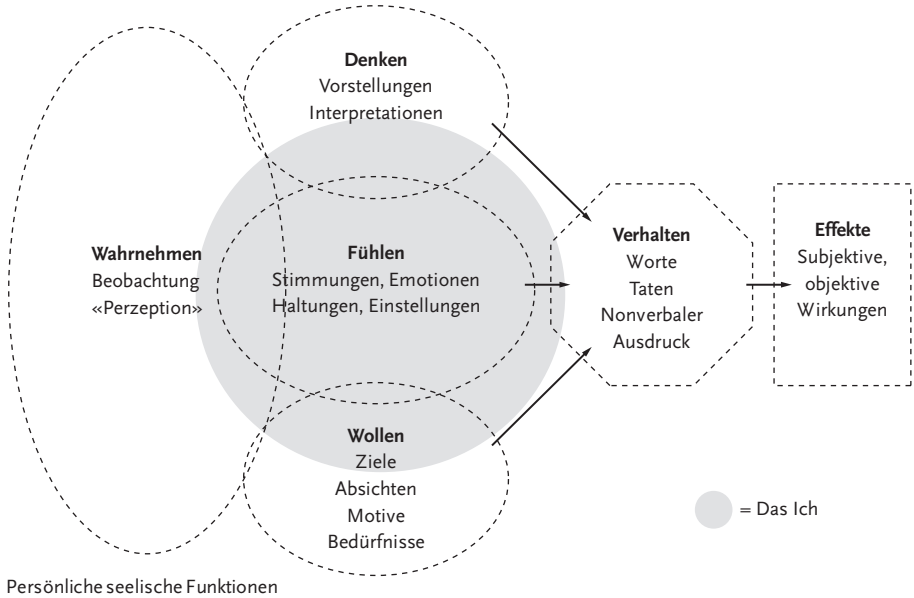 Denken
Vorstellungen
Interpretationen
Wahrnehmen
Beobachtung
«Perzeption»
Fühlen
Stimmungen, Emotionen
Haltungen, Einstellungen
Wollen
Ziele
Absichten
Motive
Bedürfnisse
Verhalten
Worte
Taten
Nonverbaler
Ausdruck
Effekte
Subjektive,
objektive
Wirkungen
= Das Ich
Persönliche seelische Funktionen